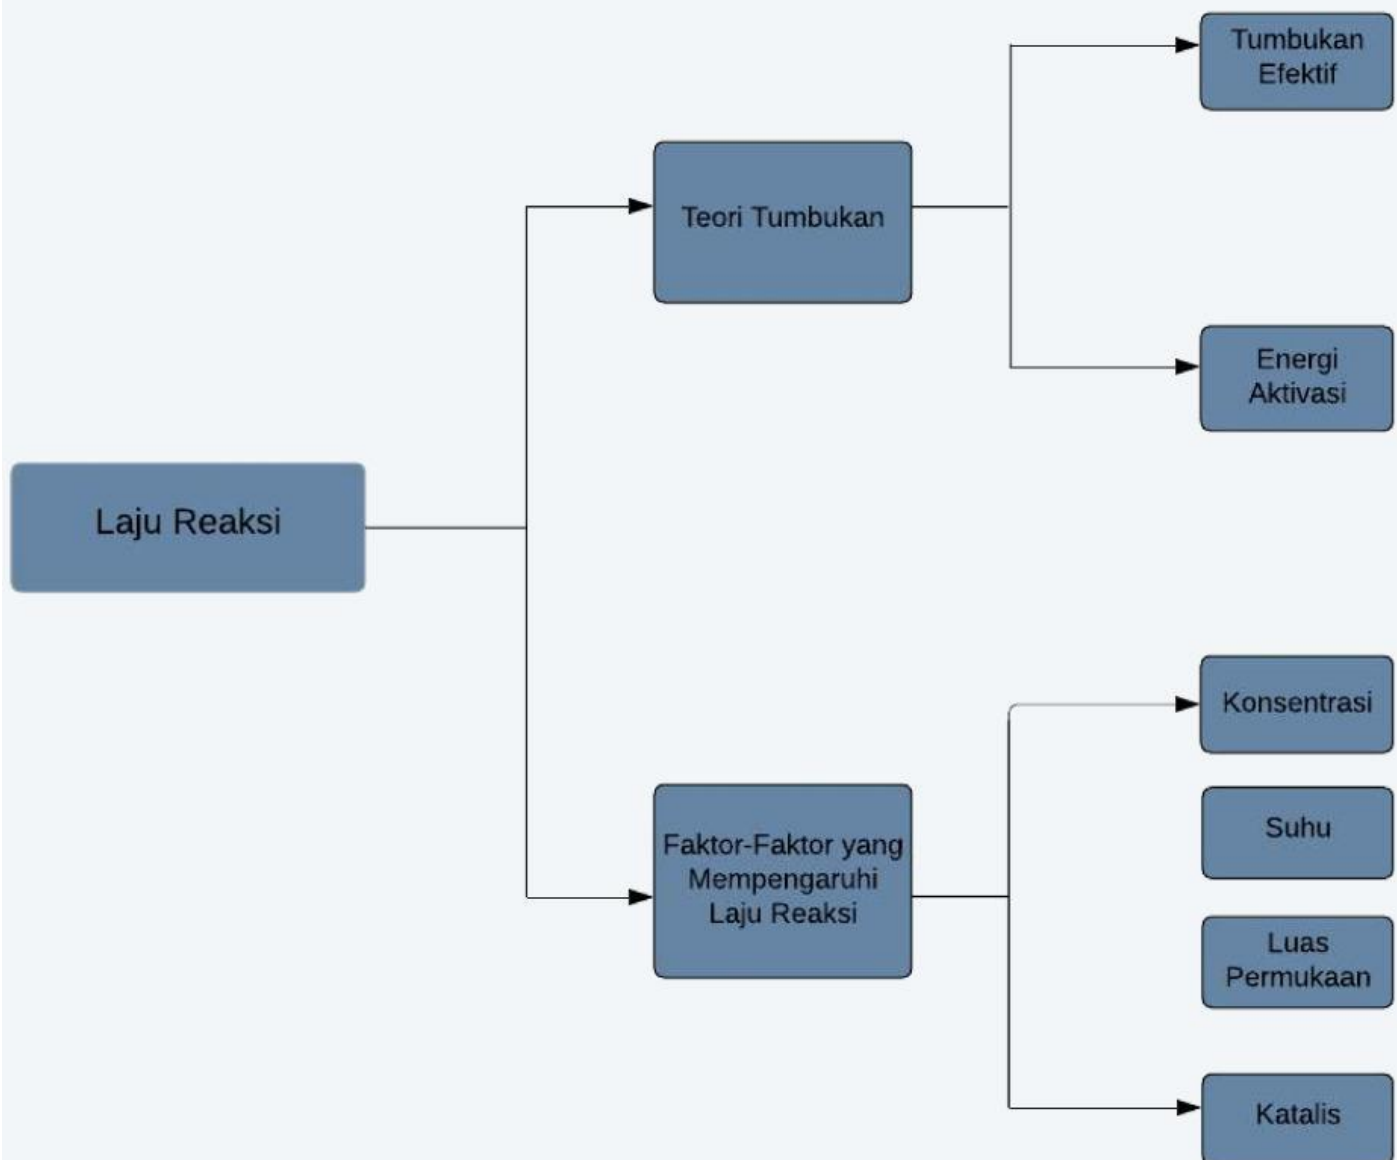 Tumbukan
Efektif
Teori Tumbukan
Energi
Aktivasi
Laju Reaksi
Konsentrasi
Suhu
Faktor-Faktor yang
Mempengaruhi
Laju Reaksi
Luas
Permukaan
Katalis